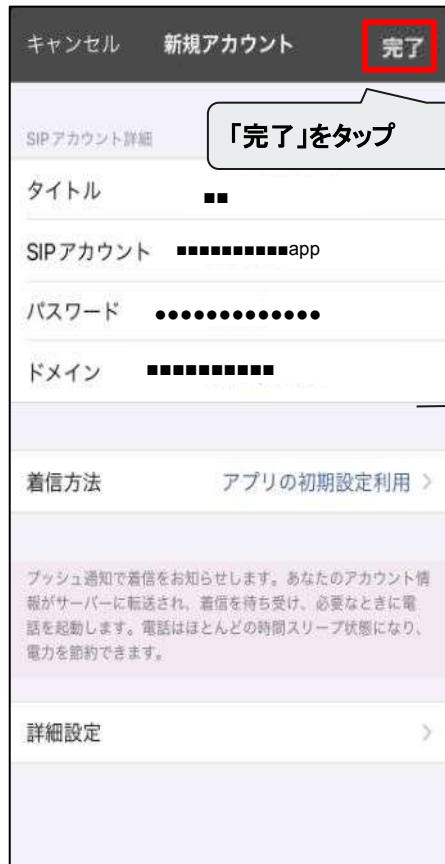 キャンセル 新規アカウント 完了
「完了」をタップ
SIPアカウント詳細
タイトル ■■
SIPアカウント ■■■■■■■■■■app
パスワード ●●●●●●●●●●●●●
ドメイン ■■■■■■■■■■
着信方法 アプリの初期設定利用 >
プッシュ通知で着信をお知らせします。あなたのアカウント情
報がサーバーに転送され、着信を待ち受け、必要なときに電
話を起動します。電話はほとんどの時間スリープ状態になり、
電力を節約できます。
詳細設定 >